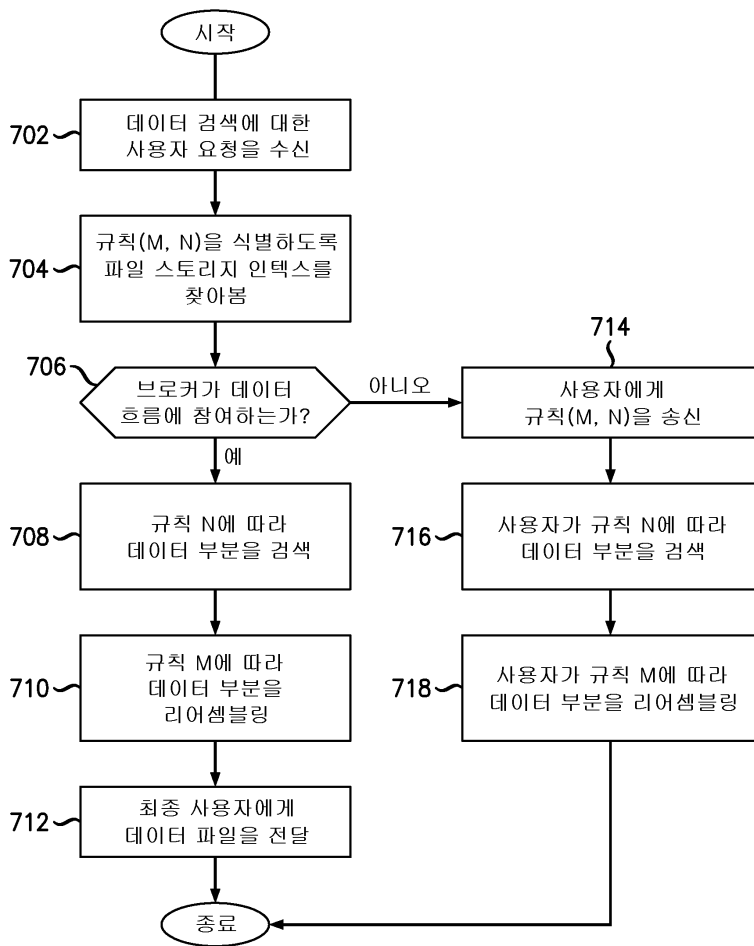 시작
702
데이터 검색에 대한
사용자 요청을 수신
704
규칙(M, N)을 식별하도록
파일 스토리지 인텍스를
찾아봄
706
브로커가 데이터
흐름에 참여하는가?
아니오
예
714
사용자에게
규칙(M, N)을 송신
708
규칙 N에 따라
데이터 부분을 검색
716
사용자가 규칙 N에 따라
데이터 부분을 검색
710
규칙 M에 따라
데이터 부분을
리어셈블링
718
사용자가 규칙 M에 따라
데이터 부분을 리어셈블링
712
최종 사용자에게
데이터 파일을 전달
종료